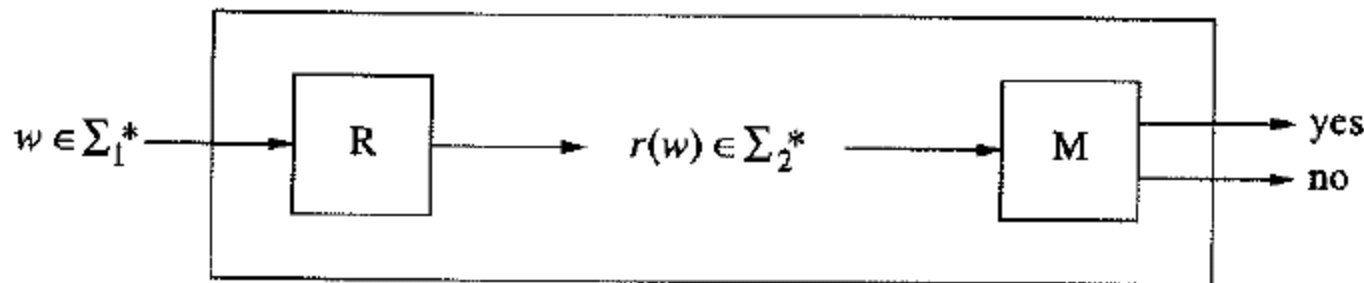 w ∈ Σ₁* R r(w) ∈ Σ₂* M yes
no